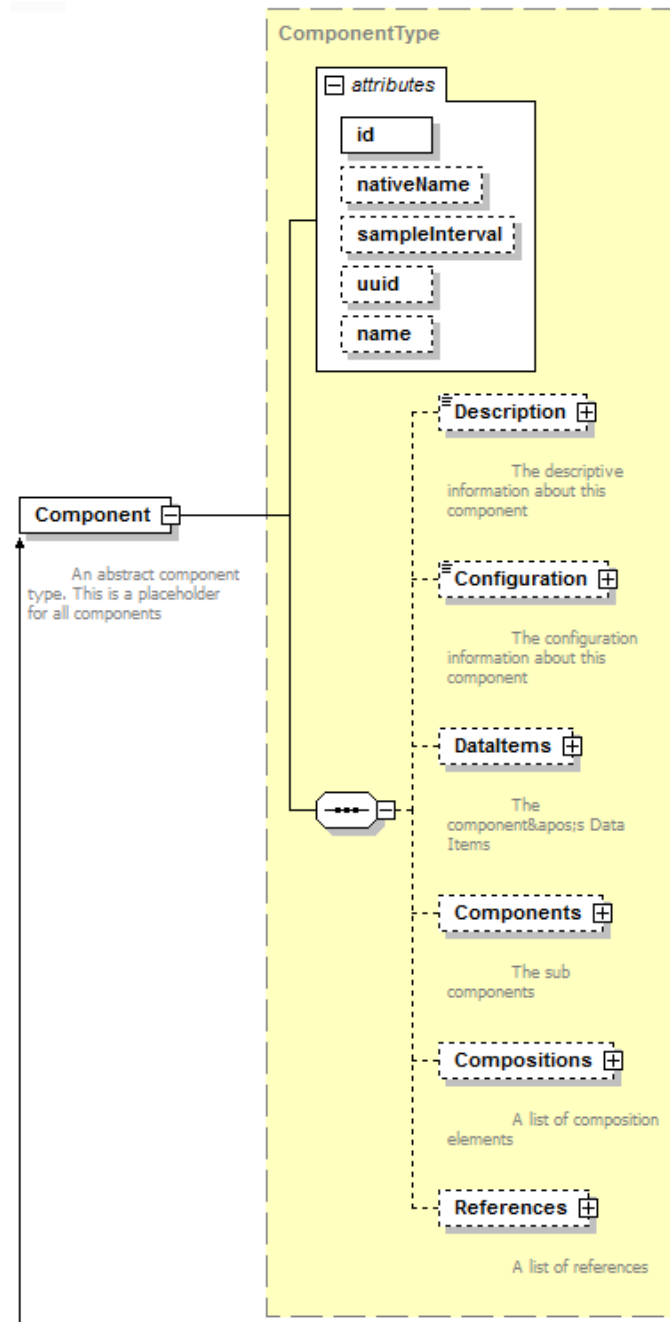 ComponentType
attributes
id
nativeName
sampleInterval
uuid
name
Description
The descriptive
information about this
component
Component
An abstract component
type. This is a placeholder
for all components
Configuration
The configuration
information about this
component
DataItems
The
component&apos;s Data
Items
Components
The sub
components
Compositions
A list of composition
elements
References
A list of references